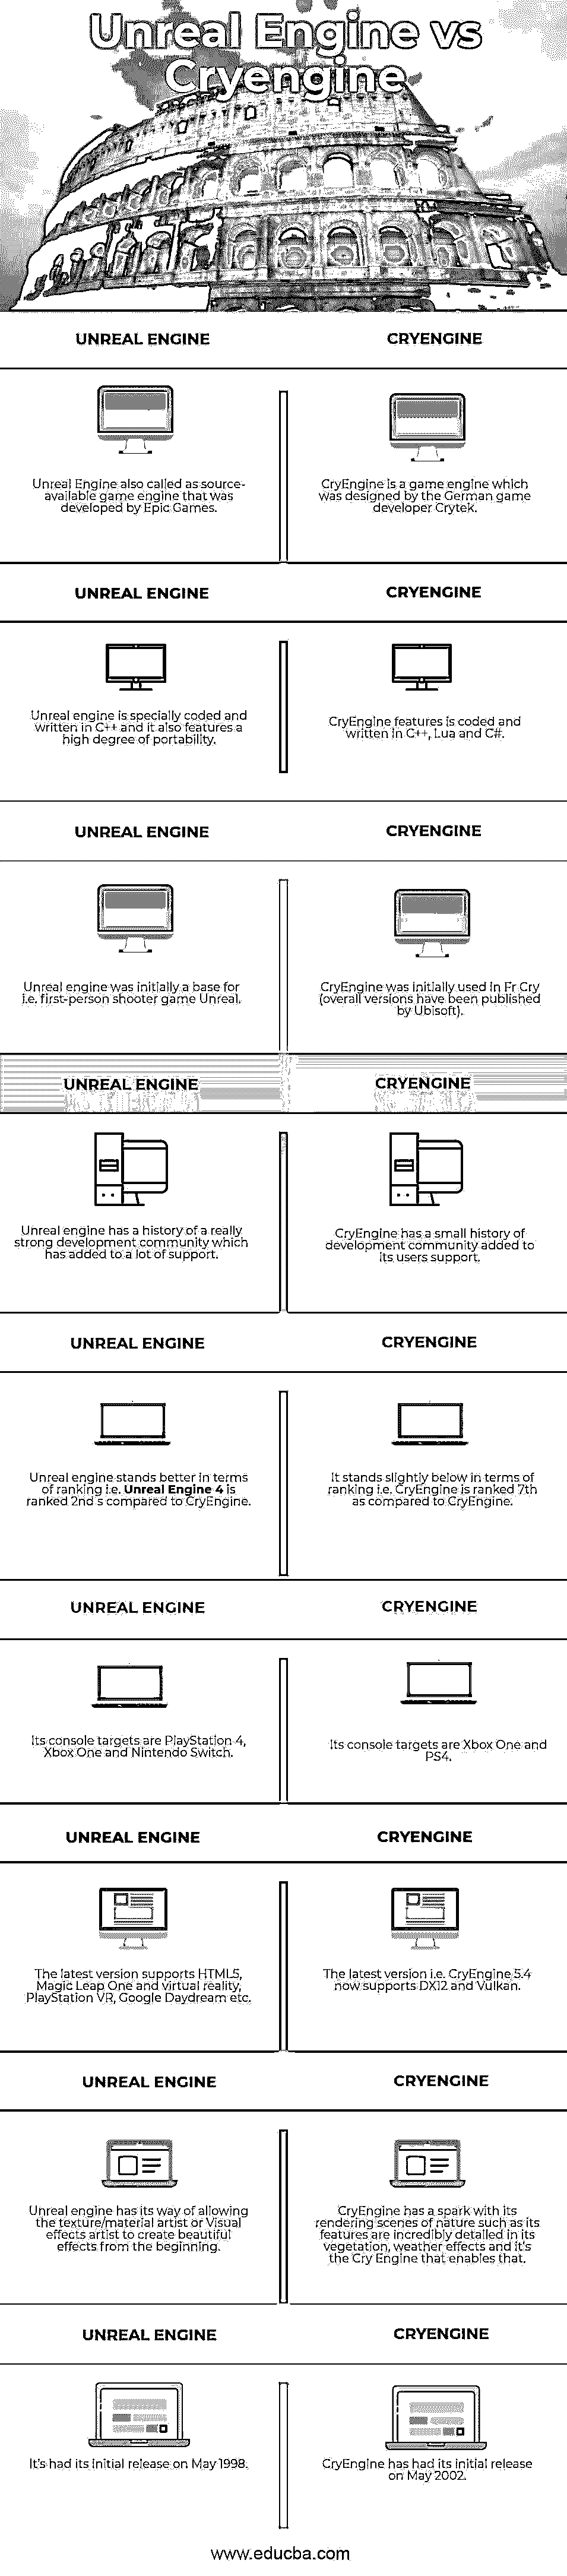 Unreal Engine vs
Cryengine
UNREAL ENGINE
CRYENGINE
Unreal Engine also called as source-
available game engine that was
developed by Epic Games.
CryEngine is a game engine which
was designed by the German game
developer Crytek.
UNREAL ENGINE
CRYENGINE
Unreal engine is specially coded and
written in C++ and it also features a
high degree of portability.
CryEngine features is coded and
written in C++, Lua and C#.
UNREAL ENGINE
CRYENGINE
Unreal engine was initially a base for
i.e. first-person shooter game Unreal.
CryEngine was initially used in Fr Cry
(overall versions have been published
by Ubisoft).
UNREAL ENGINE
CRYENGINE
Unreal engine has a history of a really
strong development community which
has added to a lot of support.
CryEngine has a small history of
development community added to
its users support.
UNREAL ENGINE
CRYENGINE
Unreal engine stands better in terms
of ranking i.e. Unreal Engine 4 is
ranked 2nd s compared to CryEngine.
It stands slightly below in terms of
ranking i.e. CryEngine is ranked 7th
as compared to CryEngine.
UNREAL ENGINE
CRYENGINE
Its console targets are PlayStation 4,
Xbox One and Nintendo Switch.
Its console targets are Xbox One and
PS4.
UNREAL ENGINE
CRYENGINE
The latest version supports HTML5,
Magic Leap One and virtual reality,
PlayStation VR, Google Daydream etc.
The latest version i.e. CryEngine 5.4
now supports DX12 and Vulkan.
UNREAL ENGINE
CRYENGINE
Unreal engine has its way of allowing
the texture/material artist or Visual
effects artist to create beautiful
effects from the beginning.
CryEngine has a spark with its
rendering scenes of nature such as its
features are incredibly detailed in its
vegetation, weather effects and it's
the Cry Engine that enables that.
UNREAL ENGINE
CRYENGINE
It's had its initial release on May 1998.
CryEngine has had its initial release
on May 2002.
www.educba.com